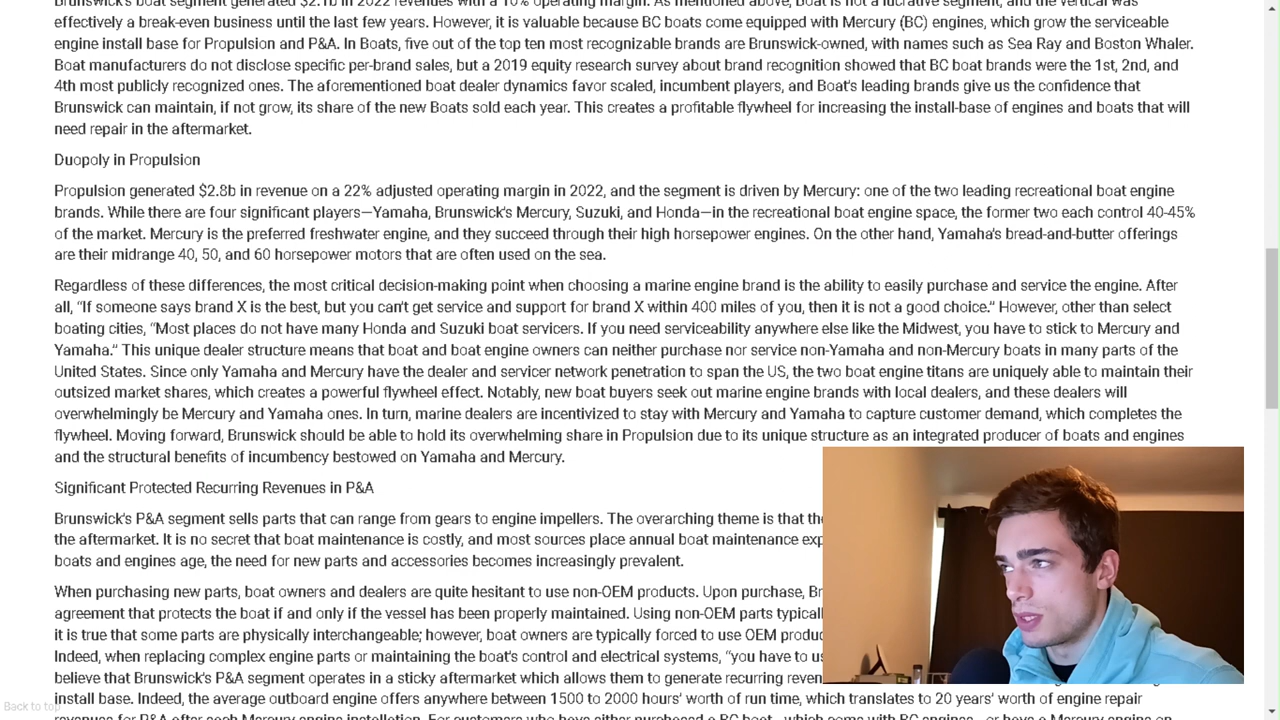 Brunswick's boat segment generated $2.1b in 2022 revenues with a 10% operating margin. As mentioned above, Boat is not a lucrative segment, and the vertical was
effectively a break-even business until the last few years. However, it is valuable because BC boats come equipped with Mercury (BC) engines, which grow the serviceable
engine install base for Propulsion and P&A. In Boats, five out of the top ten most recognizable brands are Brunswick-owned, with names such as Sea Ray and Boston Whaler.
Boat manufacturers do not disclose specific per-brand sales, but a 2019 equity research survey about brand recognition showed that BC boat brands were the 1st, 2nd, and
4th most publicly recognized ones. The aforementioned boat dealer dynamics favor scaled, incumbent players, and Boat's leading brands give us the confidence that
Brunswick can maintain, if not grow, its share of the new Boats sold each year. This creates a profitable flywheel for increasing the install-base of engines and boats that will
need repair in the aftermarket.
Duopoly in Propulsion
Propulsion generated $2.8b in revenue on a 22% adjusted operating margin in 2022, and the segment is driven by Mercury: one of the two leading recreational boat engine
brands. While there are four significant players—Yamaha, Brunswick's Mercury, Suzuki, and Honda—in the recreational boat engine space, the former two each control 40-45%
of the market. Mercury is the preferred freshwater engine, and they succeed through their high horsepower engines. On the other hand, Yamaha's bread-and-butter offerings
are their midrange 40, 50, and 60 horsepower motors that are often used on the sea.
Regardless of these differences, the most critical decision-making point when choosing a marine engine brand is the ability to easily purchase and service the engine. After
all, “If someone says brand X is the best, but you can't get service and support for brand X within 400 miles of you, then it is not a good choice.” However, other than select
boating cities, “Most places do not have many Honda and Suzuki boat servicers. If you need serviceability anywhere else like the Midwest, you have to stick to Mercury and
Yamaha.” This unique dealer structure means that boat and boat engine owners can neither purchase nor service non-Yamaha and non-Mercury boats in many parts of the
United States. Since only Yamaha and Mercury have the dealer and servicer network penetration to span the US, the two boat engine titans are uniquely able to maintain their
outsized market shares, which creates a powerful flywheel effect. Notably, new boat buyers seek out marine engine brands with local dealers, and these dealers will
overwhelmingly be Mercury and Yamaha ones. In turn, marine dealers are incentivized to stay with Mercury and Yamaha to capture customer demand, which completes the
flywheel. Moving forward, Brunswick should be able to hold its overwhelming share in Propulsion due to its unique structure as an integrated producer of boats and engines
and the structural benefits of incumbency bestowed on Yamaha and Mercury.
Significant Protected Recurring Revenues in P&A
Brunswick's P&A segment sells parts that can range from gears to engine impellers. The overarching theme is that
the aftermarket. It is no secret that boat maintenance is costly, and most sources place annual boat maintenance
boats and engines age, the need for new parts and accessories becomes increasingly prevalent.
When purchasing new parts, boat owners and dealers are quite hesitant to use non-OEM products. Upon purchase,
agreement that protects the boat if and only if the vessel has been properly maintained. Using non-OEM parts
it is true that some parts are physically interchangeable; however, boat owners are typically forced to use OEM
Indeed, when replacing complex engine parts or maintaining the boat's control and electrical systems, “you have to
believe that Brunswick's P&A segment operates in a sticky aftermarket which allows them to generate recurring
install base. Indeed, the average outboard engine offers anywhere between 1500 to 2000 hours' worth of run time, which translates to 20 years' worth of engine repair
revenues for P&A after each Mercury engine installation. For customers who have either purchased a BC boat—which comes with BC engines—or have a Mercury engine on
Back to top